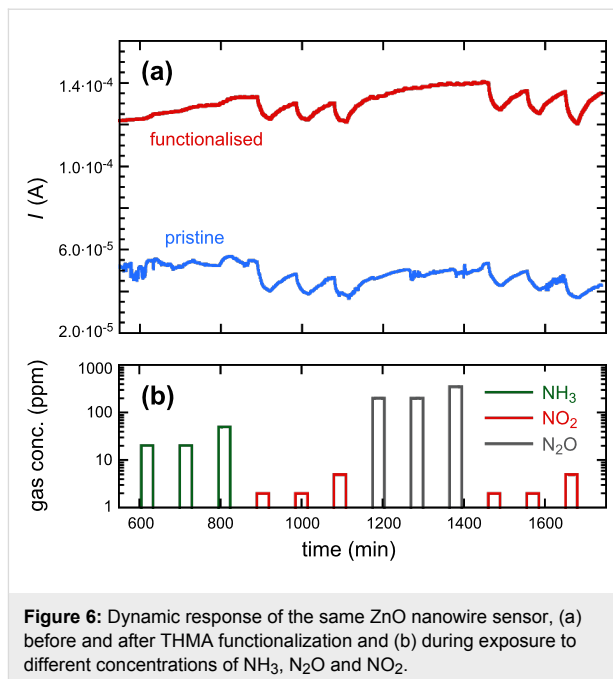 (a)
1.4·10⁻⁴
functionalised
1.0·10⁻⁴
I (A)
pristine
6.0·10⁻⁵
2.0·10⁻⁵
1000
(b)
NH₃
100
NO₂
gas conc. (ppm)
N₂O
10
1
600 800 1000 1200 1400 1600
time (min)
Figure 6: Dynamic response of the same ZnO nanowire sensor, (a)
before and after THMA functionalization and (b) during exposure to
different concentrations of NH₃, N₂O and NO₂.